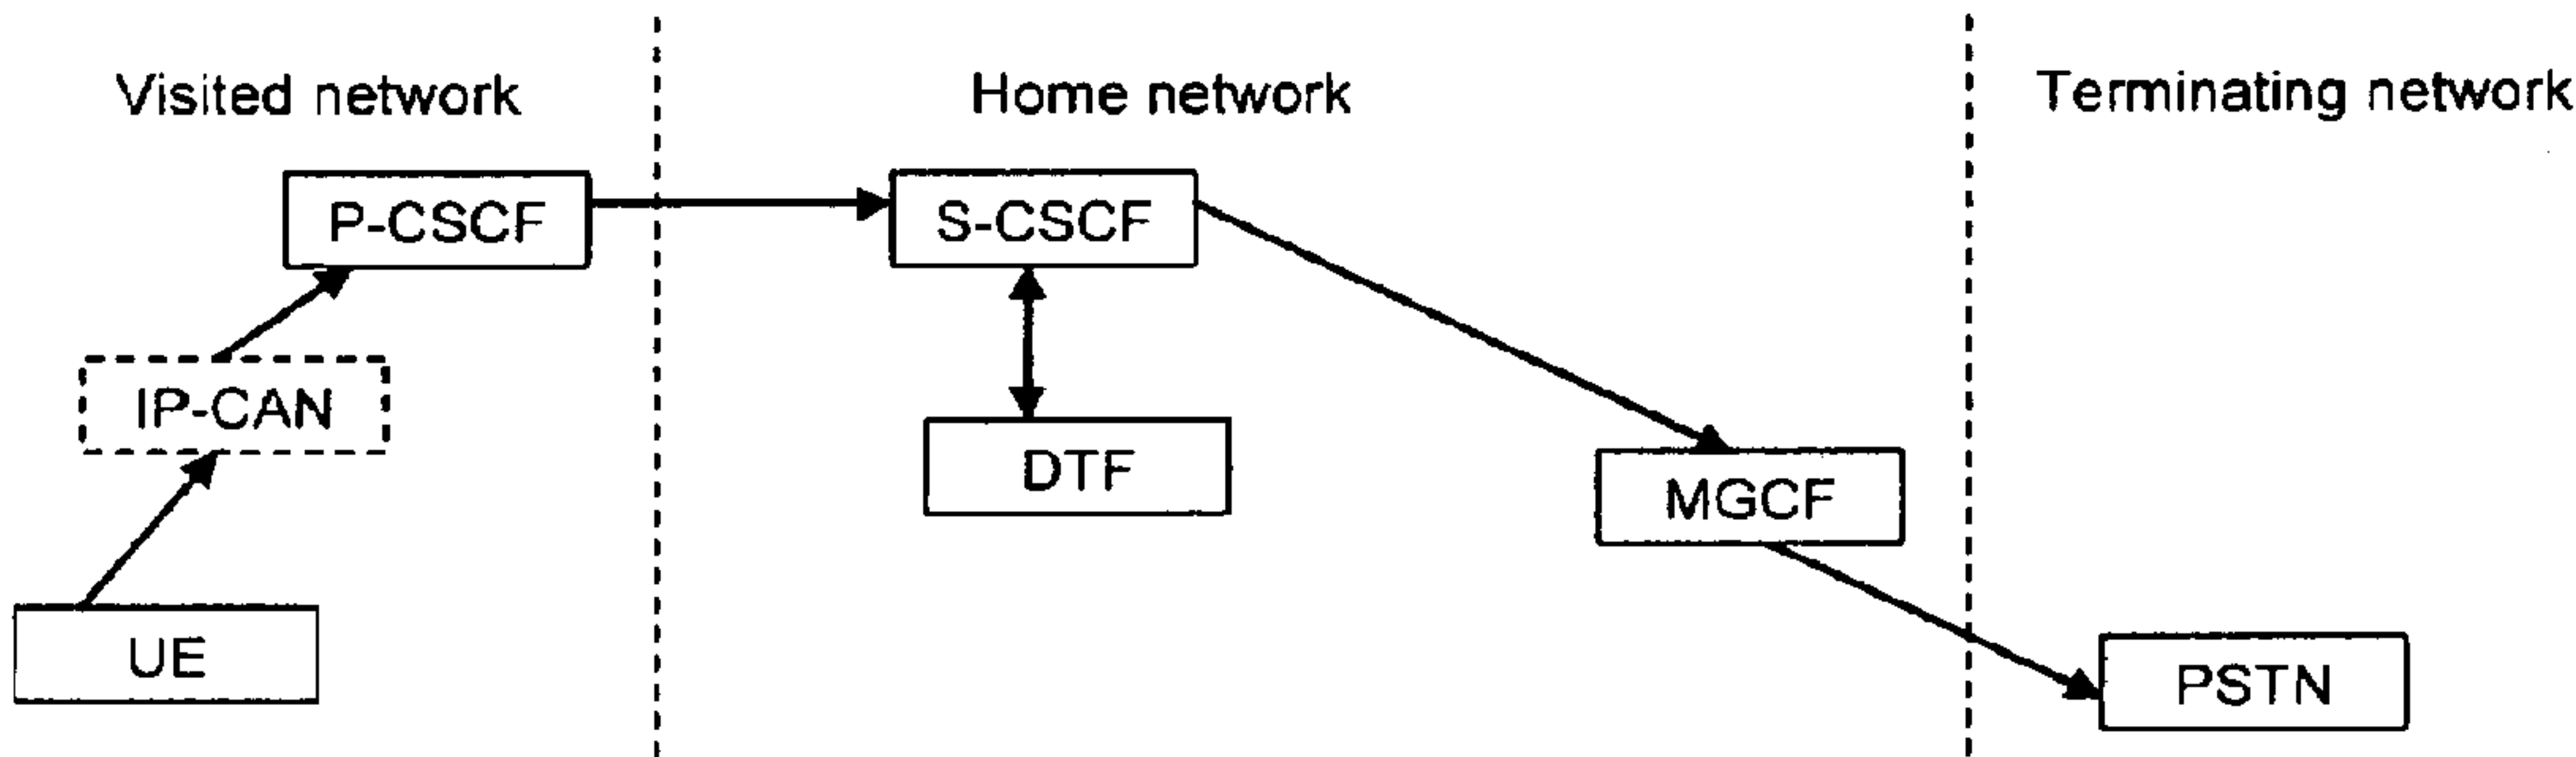 Visited network
Home network
Terminating network
P-CSCF
S-CSCF
IP-CAN
DTF
MGCF
UE
PSTN